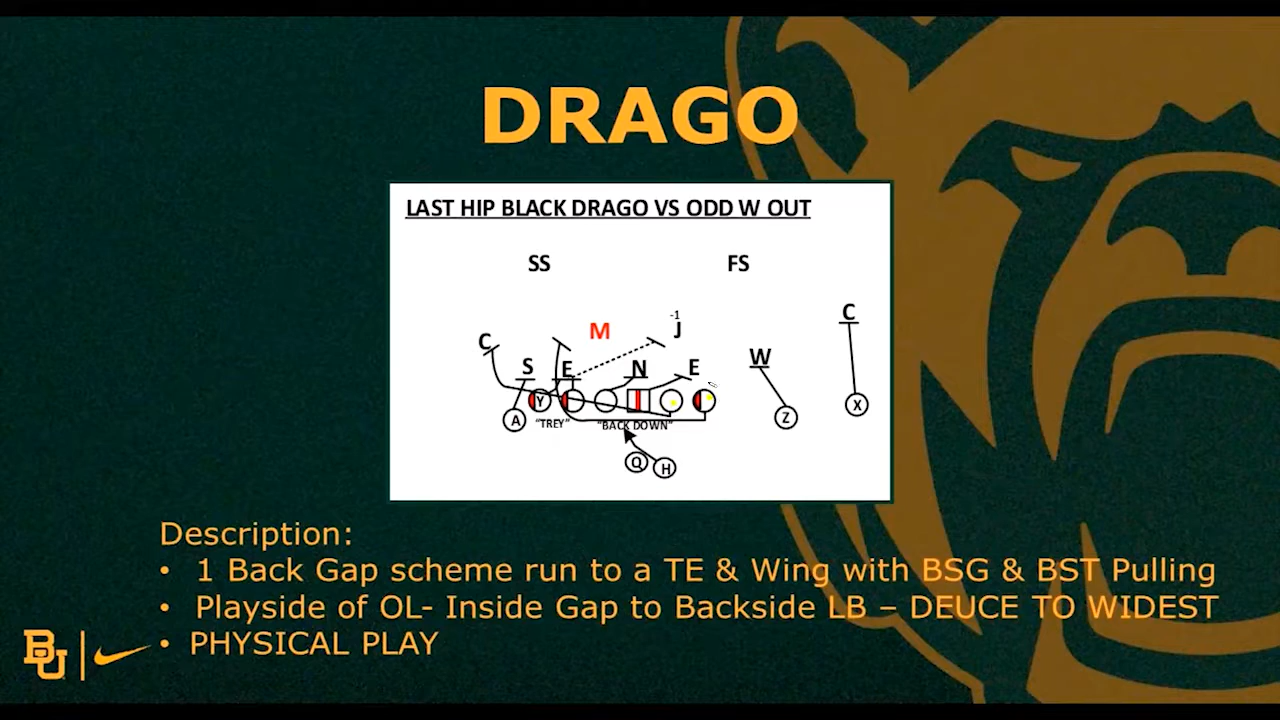 DRAGO
LAST HIP BLACK DRAGO VS ODD W OUT
SS FS
C M -1 J C
S E N E W
Y
A "TREY" "BACK DOWN" Z X
Q H
Description:
• 1 Back Gap scheme run to a TE & Wing with BSG & BST Pulling
• Playside of OL- Inside Gap to Backside LB – DEUCE TO WIDEST
• PHYSICAL PLAY
BU